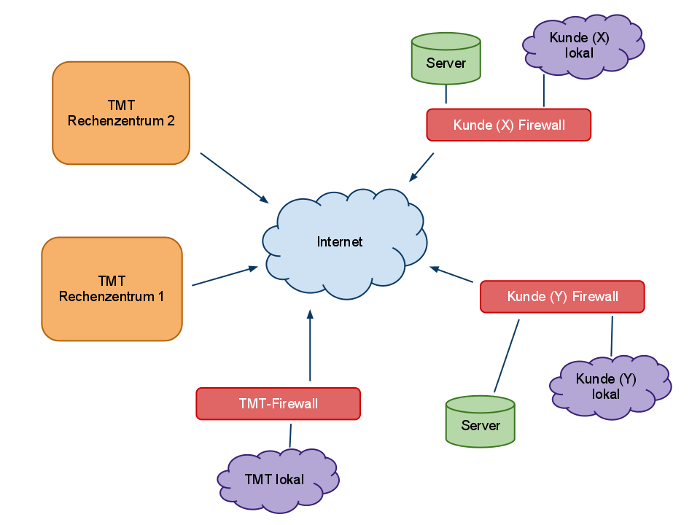 Kunde (X)
lokal
Server
TMT
Rechenzentrum 2
Kunde (X) Firewall
Internet
TMT
Rechenzentrum 1
Kunde (Y) Firewall
Kunde (Y)
lokal
TMT-Firewall
Server
TMT lokal